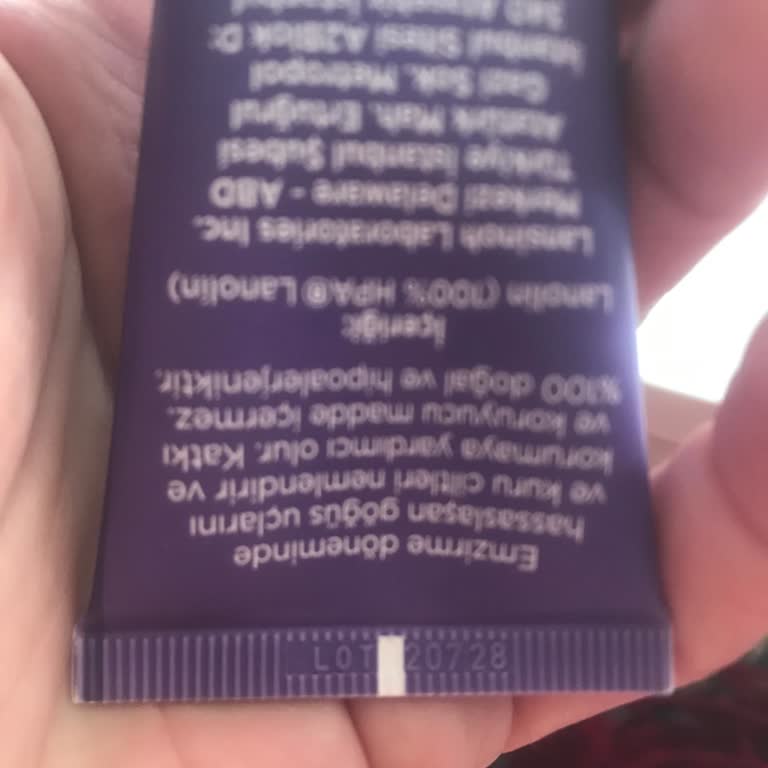 Emzirme döneminde
hassaslaşan göğüs uçlarını
ve kuru ciltleri nemlendirir ve
korumaya yardımcı olur. Katkı
ve koruyucu madde içermez.
%100 doğal ve hipoalerjeniktir.
İçeriği:
Lanolin (100% HPA® Lanolin)
Lansinoh Laboratories Inc.
Merkezi Delaware - ABD
Türkiye İstanbul Şubesi
Atatürk Mah. Ertuğrul
Gazi Sok. Metropol
İstanbul Sitesi A2Blok D:
LOT 20728